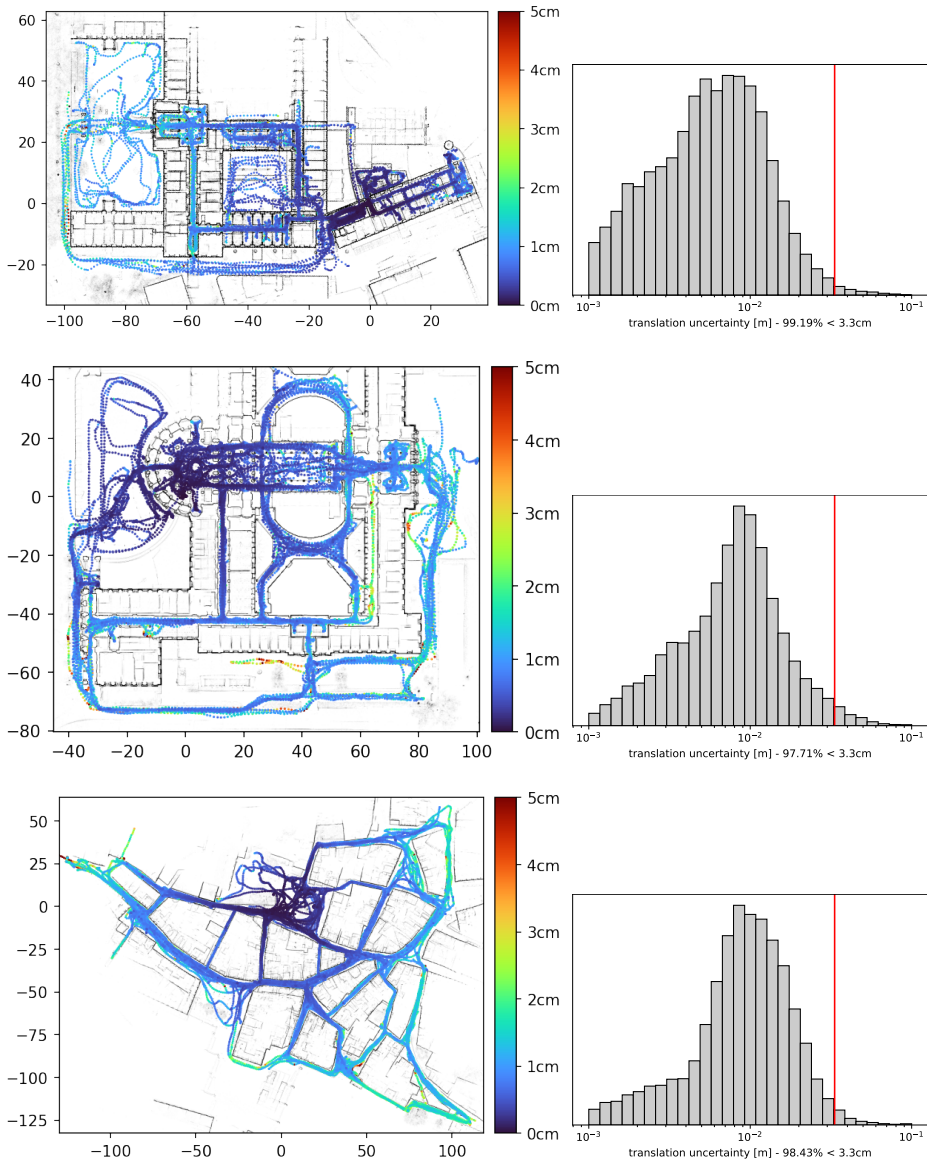 60
40
20
0
−20
−100 −80 −60 −40 −20 0 20
5cm
4cm
3cm
2cm
1cm
0cm
10⁻³ 10⁻² 10⁻¹
translation uncertainty [m] - 99.19% < 3.3cm
40
20
0
−20
−40
−60
−80
−40 −20 0 20 40 60 80 100
5cm
4cm
3cm
2cm
1cm
0cm
10⁻³ 10⁻² 10⁻¹
translation uncertainty [m] - 97.71% < 3.3cm
50
25
0
−25
−50
−75
−100
−125
−100 −50 0 50 100
5cm
4cm
3cm
2cm
1cm
0cm
10⁻³ 10⁻² 10⁻¹
translation uncertainty [m] - 98.43% < 3.3cm